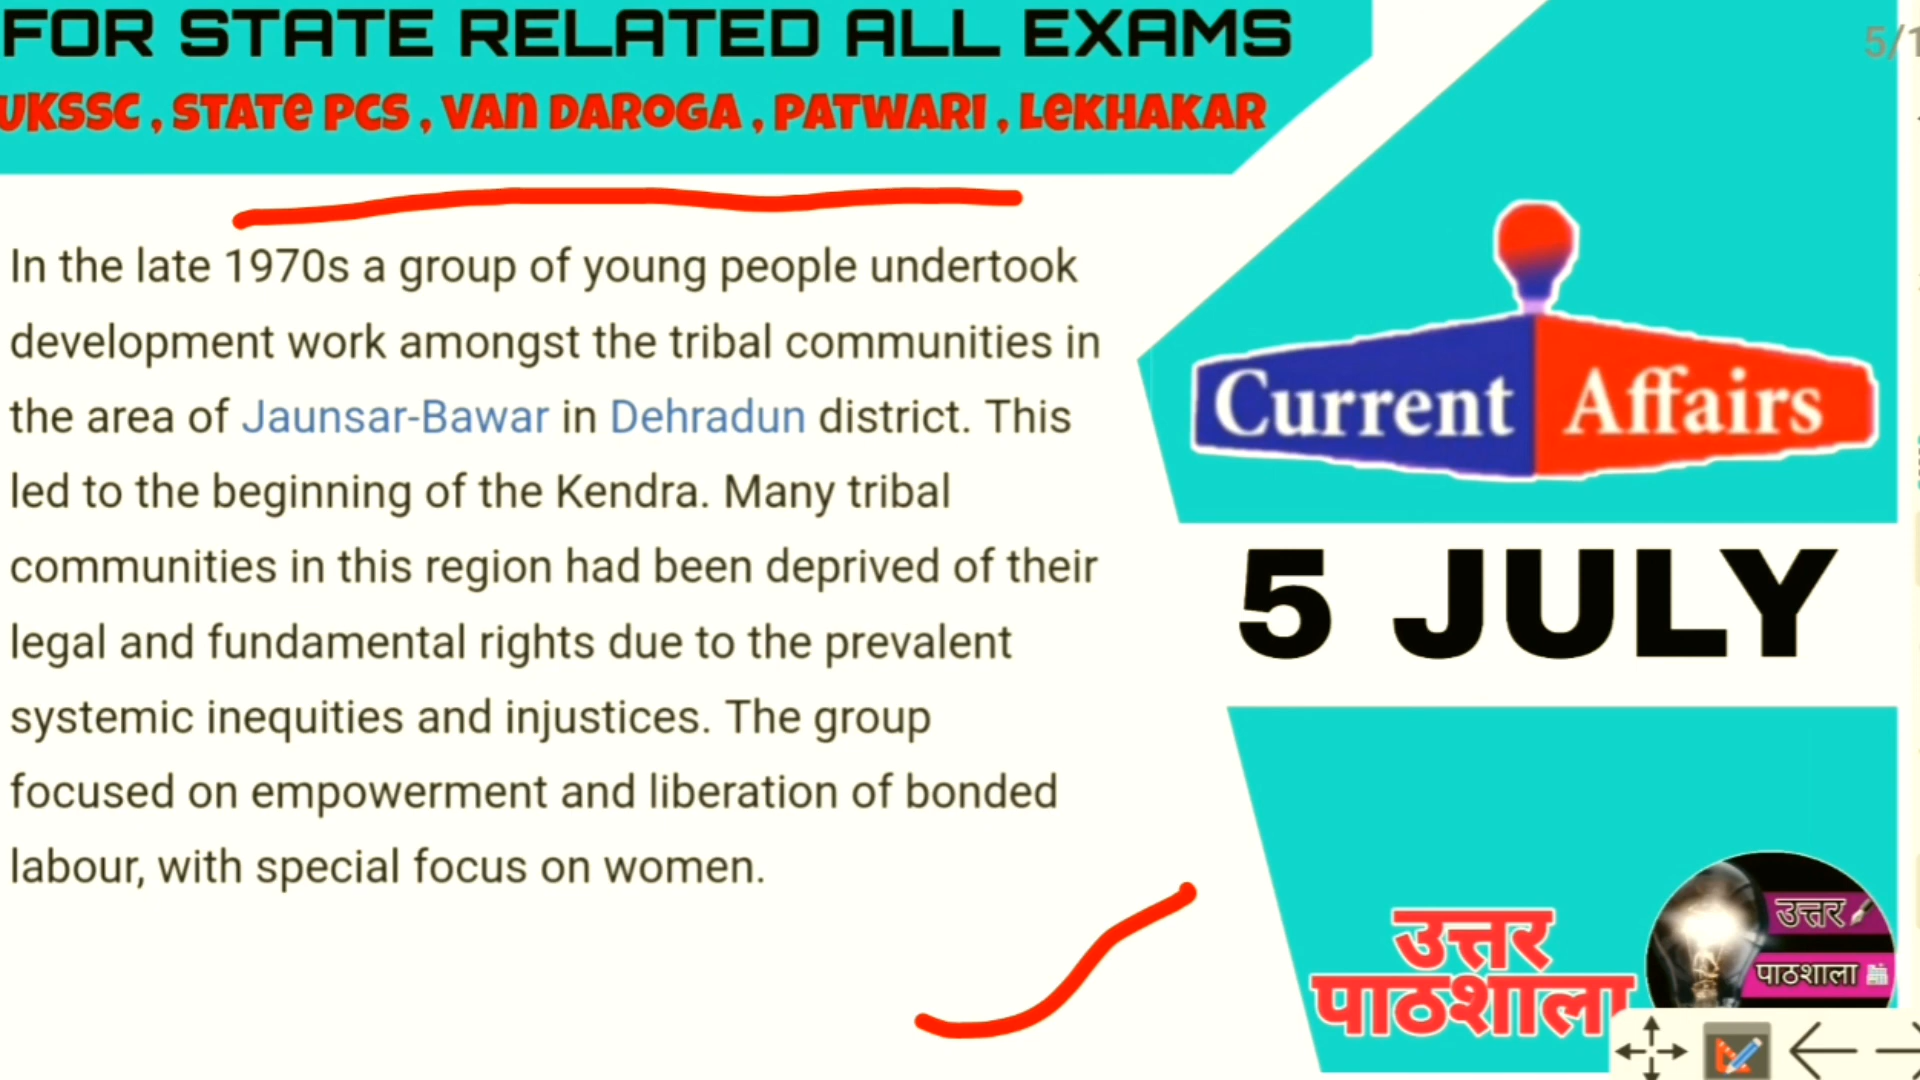 FOR STATE RELATED ALL EXAMS
UKSSC , STATE PCS , VAN DAROGA , PATWARI , LEKHAKAR
5/1
In the late 1970s a group of young people undertook
development work amongst the tribal communities in
the area of Jaunsar-Bawar in Dehradun district. This
led to the beginning of the Kendra. Many tribal
communities in this region had been deprived of their
legal and fundamental rights due to the prevalent
systemic inequities and injustices. The group
focused on empowerment and liberation of bonded
labour, with special focus on women.
Current Affairs
5 JULY
उत्तर
पाठशाला
उत्तर
पाठशाला